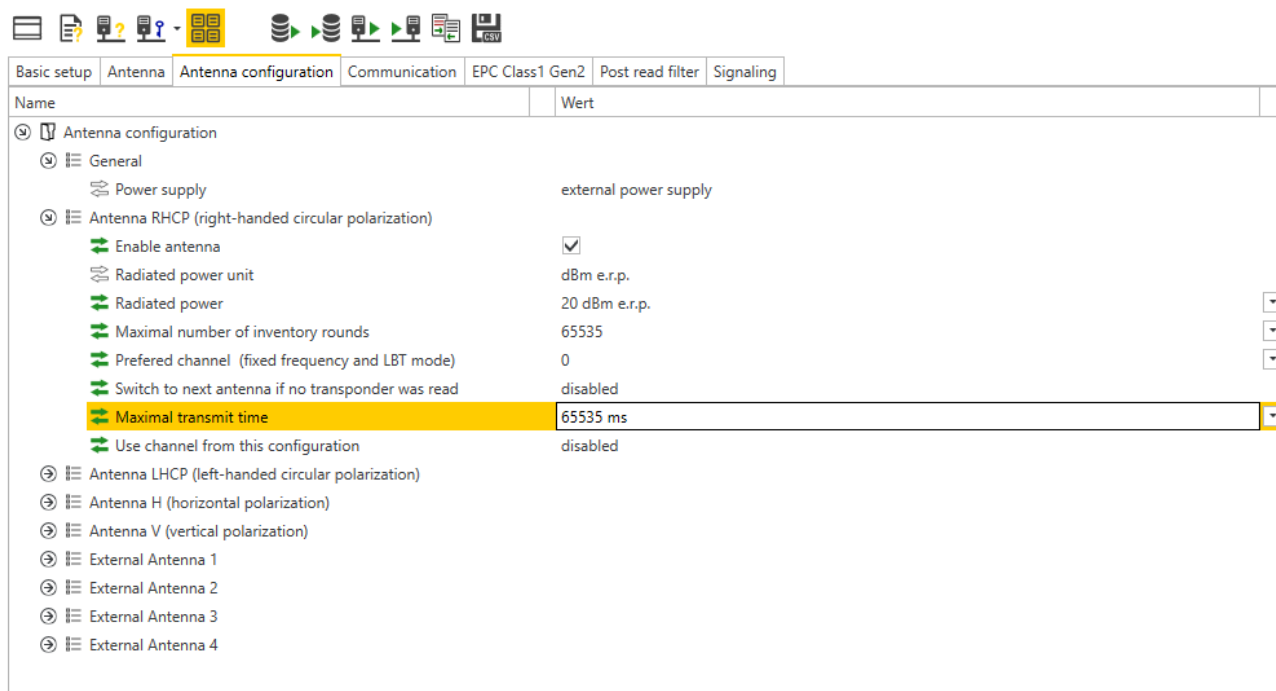 CSV
Basic setup Antenna Antenna configuration Communication EPC Class1 Gen2 Post read filter Signaling
Name Wert
Antenna configuration
General
Power supply external power supply
Antenna RHCP (right-handed circular polarization)
Enable antenna
Radiated power unit dBm e.r.p.
Radiated power 20 dBm e.r.p.
Maximal number of inventory rounds 65535
Prefered channel (fixed frequency and LBT mode) 0
Switch to next antenna if no transponder was read disabled
Maximal transmit time 65535 ms
Use channel from this configuration disabled
Antenna LHCP (left-handed circular polarization)
Antenna H (horizontal polarization)
Antenna V (vertical polarization)
External Antenna 1
External Antenna 2
External Antenna 3
External Antenna 4